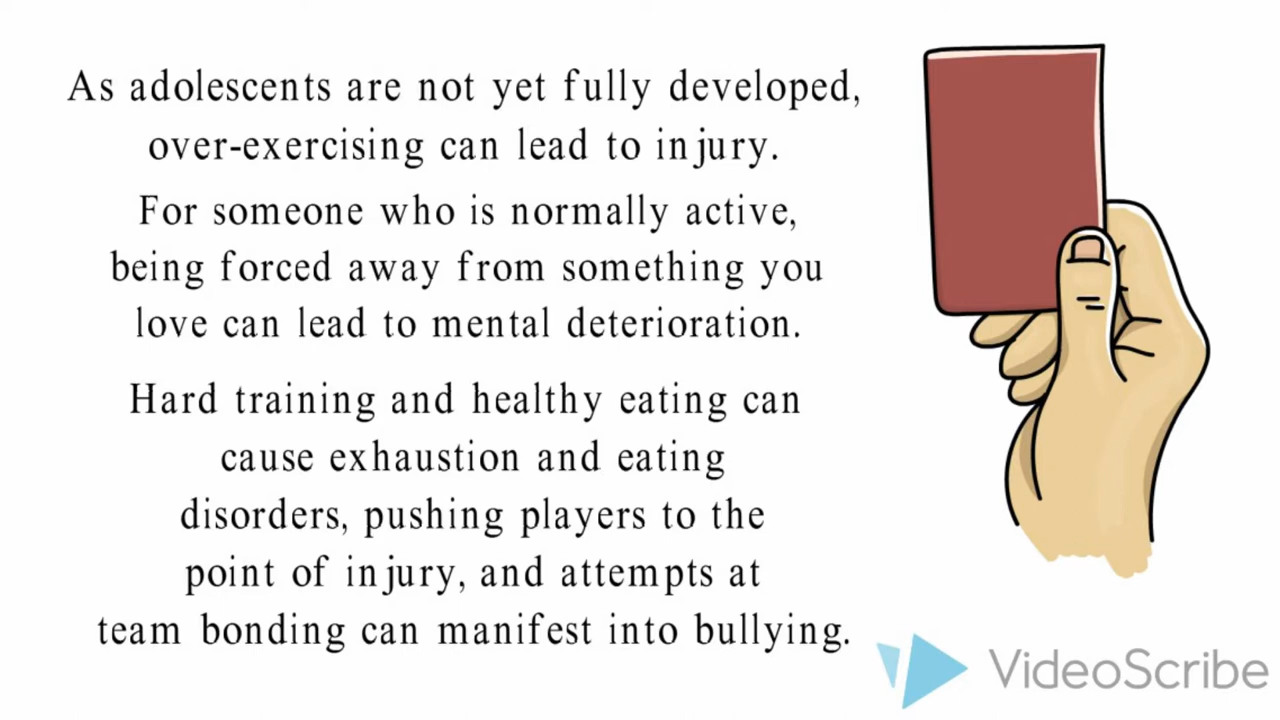 As adolescents are not yet fully developed,
over-exercising can lead to injury.
For someone who is normally active,
being forced away from something you
love can lead to mental deterioration.
Hard training and healthy eating can
cause exhaustion and eating
disorders, pushing players to the
point of injury, and attempts at
team bonding can manifest into bullying.
VideoScribe